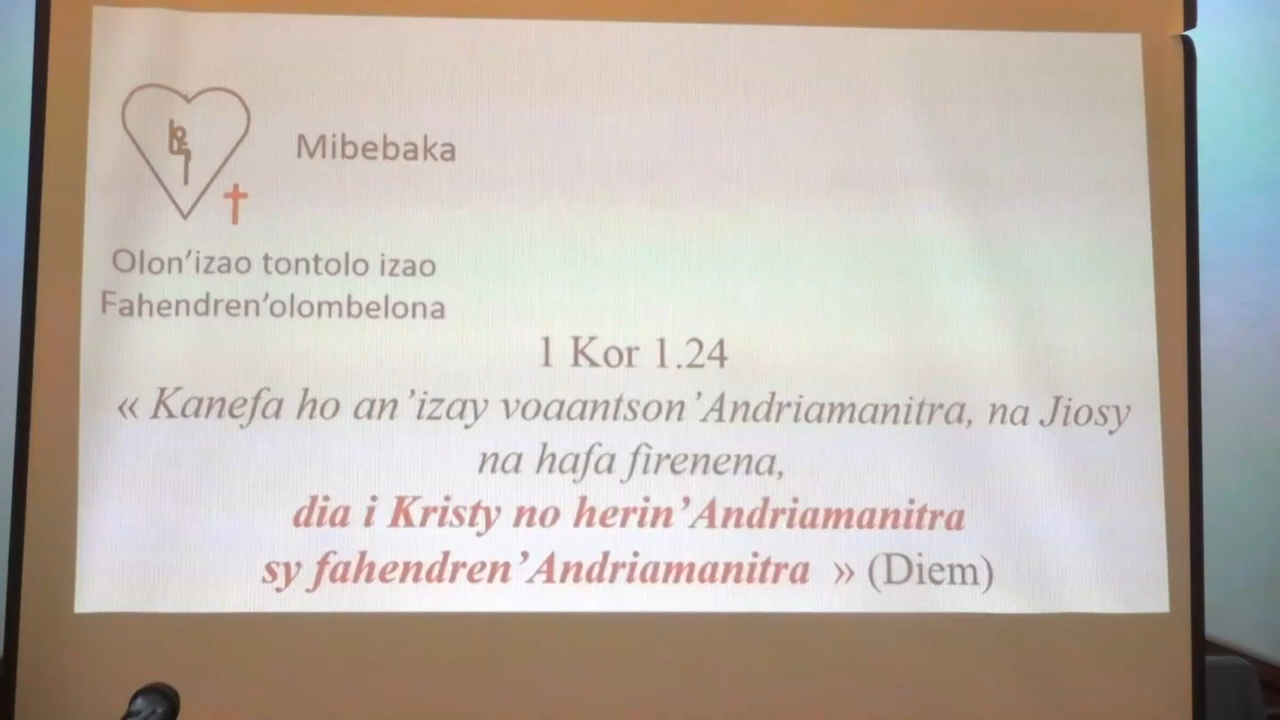 Mibebaka
Olon’izao tontolo izao
Fahendren’olombelona
1 Kor 1.24
« Kanefa ho an’izay voaantson’Andriamanitra, na Jiosy
na hafa firenena,
dia i Kristy no herin’Andriamanitra
sy fahendren’Andriamanitra » (Diem)